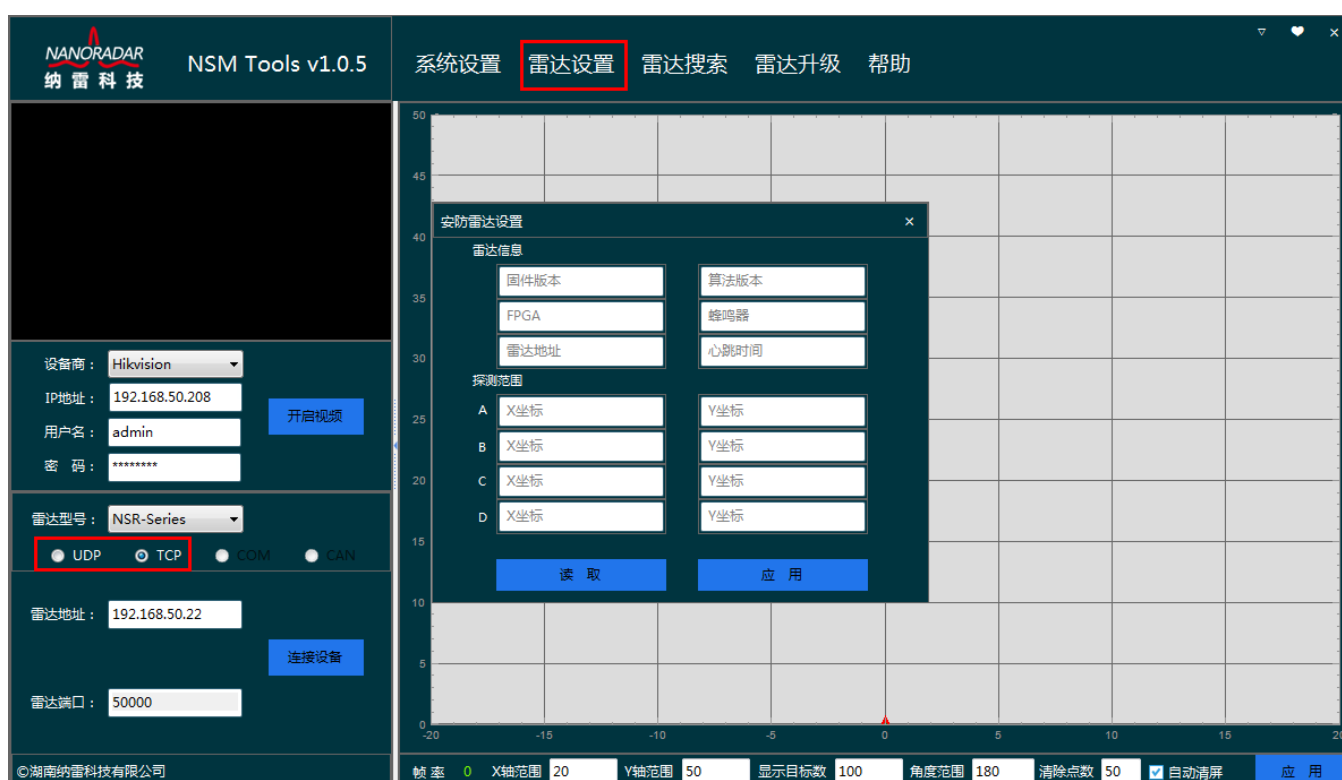 NANORADAR
纳雷科技
NSM Tools v1.0.5
系统设置 雷达设置 雷达搜索 雷达升级 帮助
设备商： Hikvision
IP地址： 192.168.50.208
开启视频
用户名： admin
密 码： ********
雷达型号： NSR-Series
UDP TCP COM CAN
雷达地址： 192.168.50.22
连接设备
雷达端口： 50000
©湖南纳雷科技有限公司
50
45
40
35
30
25
20
15
10
5
0
-20 -15 -10 -5 0 5 10 15 20
安防雷达设置 ×
雷达信息
固件版本 算法版本
FPGA 蜂鸣器
雷达地址 心跳时间
探测范围
A X坐标 Y坐标
B X坐标 Y坐标
C X坐标 Y坐标
D X坐标 Y坐标
读 取 应 用
帧率 0 X轴范围 20 Y轴范围 50 显示目标数 100 角度范围 180 清除点数 50 自动清屏 应 用